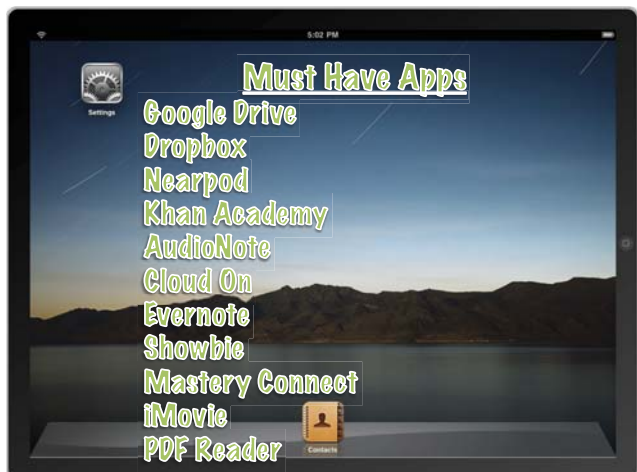 5:02 PM
Must Have Apps
Settings
Google Drive
Dropbox
Nearpod
Khan Academy
AudioNote
Cloud On
Evernote
Showbie
Mastery Connect
iMovie
PDF Reader
Contacts